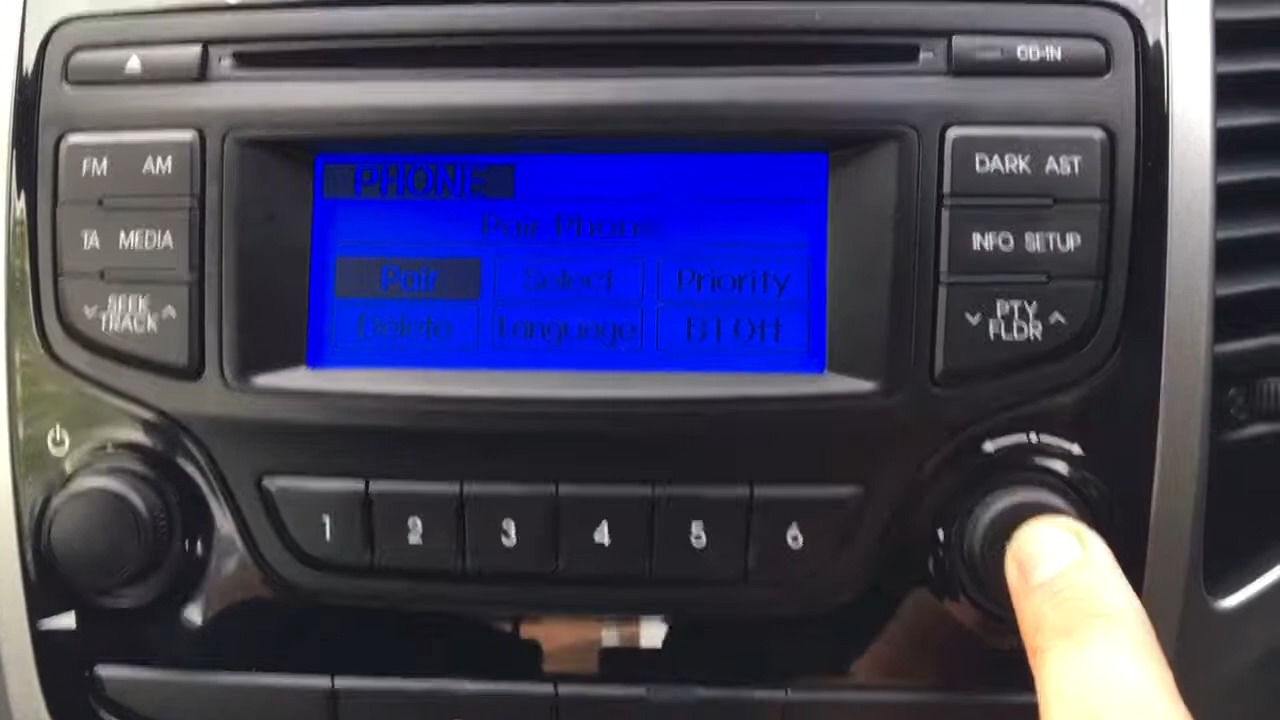 CD-IN
FM AM
TA MEDIA
SEEK
TRACK
PHONE
Pair Phone
Pair Select Priority
Delete Language BT Off
DARK AST
INFO SETUP
PTY
FLDR
1 2 3 4 5 6